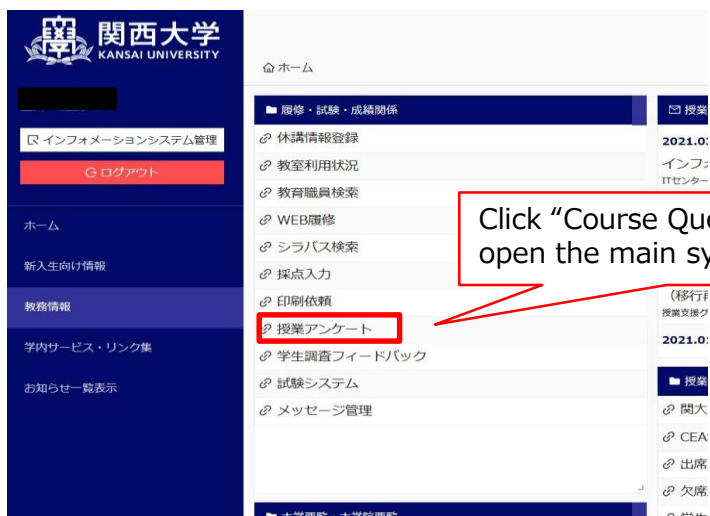 関西大学
KANSAI UNIVERSITY
ホーム
インフォメーションシステム管理
ログアウト
ホーム
新入生向け情報
教務情報
学内サービス・リンク集
お知らせ一覧表示
履修・試験・成績関係
休講情報登録
教室利用状況
教育職員検索
WEB履修
シラバス検索
採点入力
印刷依頼
授業アンケート
学生調査フィードバック
試験システム
メッセージ管理
Click “Course Que
open the main sy
授業
2021.03
インフォ
ITセンター
(移行再
授業支援グ
2021.03
授業
関大
CEA
出席
欠席